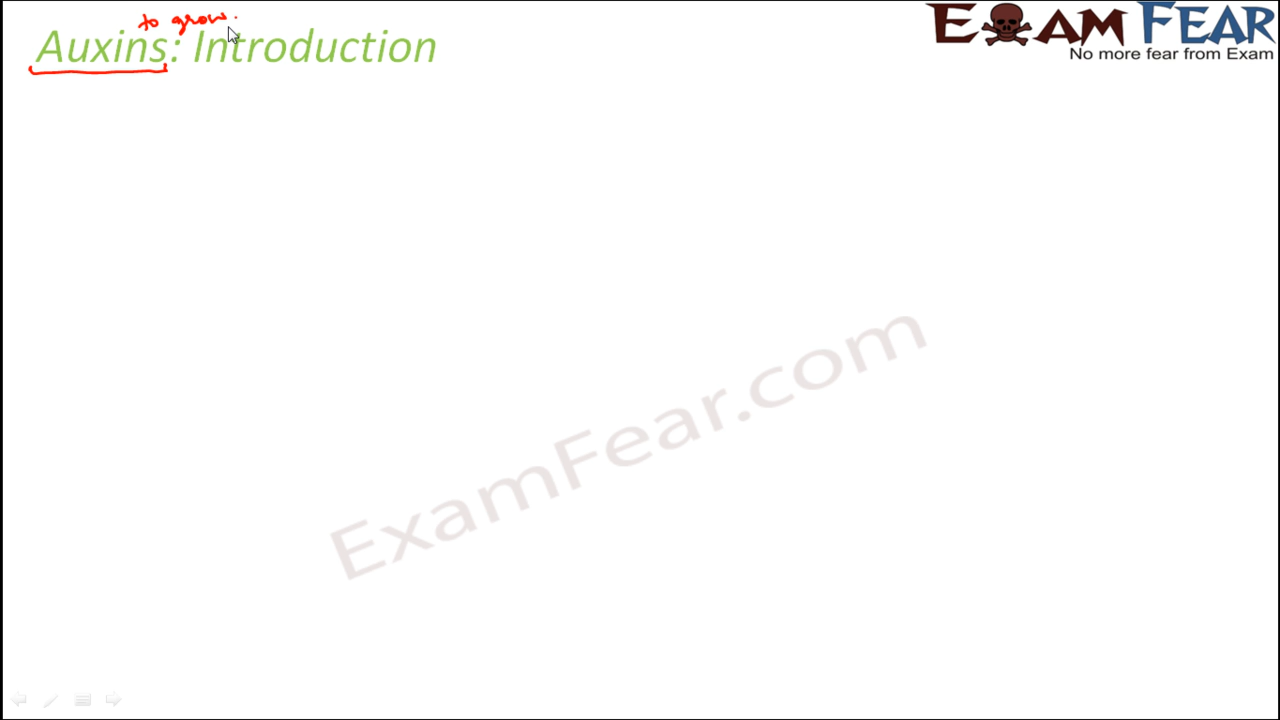 to grow.
Auxins: Introduction
EXAM FEAR
No more fear from Exam
ExamFear.com